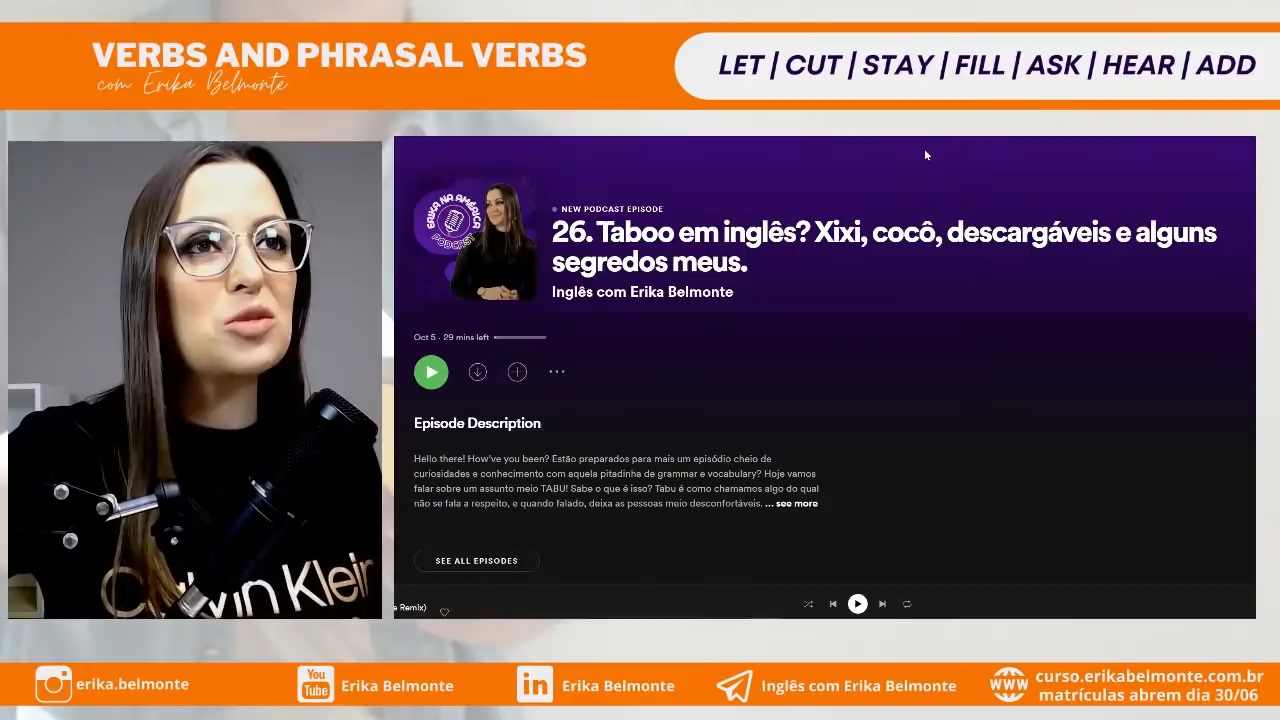 VERBS AND PHRASAL VERBS
com Erika Belmonte
LET | CUT | STAY | FILL | ASK | HEAR | ADD
ERIKA NA AMÉRICA
PODCAST
NEW PODCAST EPISODE
26. Taboo em inglês? Xixi, cocô, descargáveis e alguns
segredos meus.
Inglês com Erika Belmonte
Oct 5 · 29 mins left
Episode Description
Hello there! How've you been? Estão preparados para mais um episódio cheio de
curiosidades e conhecimento com aquela pitadinha de grammar e vocabulary? Hoje vamos
falar sobre um assunto meio TABU! Sabe o que é isso? Tabu é como chamamos algo do qual
não se fala a respeito, e quando falado, deixa as pessoas meio desconfortáveis. ... see more
SEE ALL EPISODES
e Remix)
Calvin Klein
erika.belmonte
You
Tube
Erika Belmonte
in
Erika Belmonte
Inglês com Erika Belmonte
WWW
curso.erikabelmonte.com.br
matrículas abrem dia 30/06